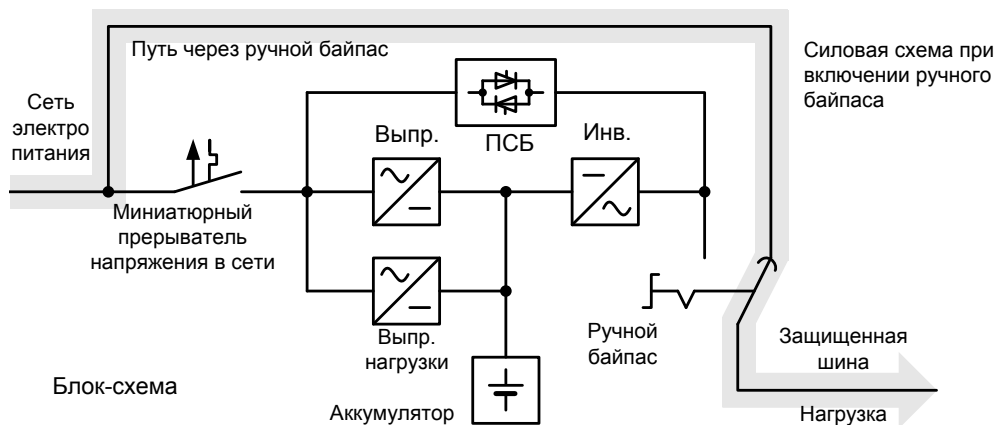 Путь через ручной байпас
Силовая схема при
включении ручного
байпаса
Сеть
электро
питания
Выпр.
ПСБ
Инв.
Миниатюрный
прерыватель
напряжения в сети
Выпр.
нагрузки
Ручной
байпас
Защищенная
шина
Блок-схема
Аккумулятор
Нагрузка